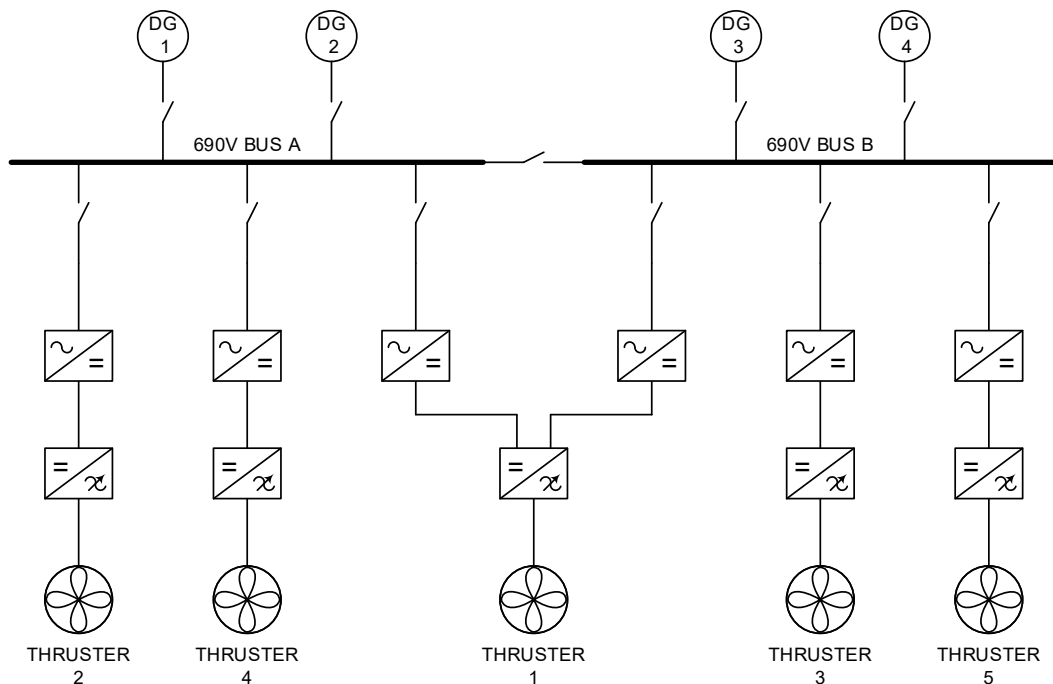 DG
1
DG
2
DG
3
DG
4
690V BUS A
690V BUS B
THRUSTER
2
THRUSTER
4
THRUSTER
1
THRUSTER
3
THRUSTER
5